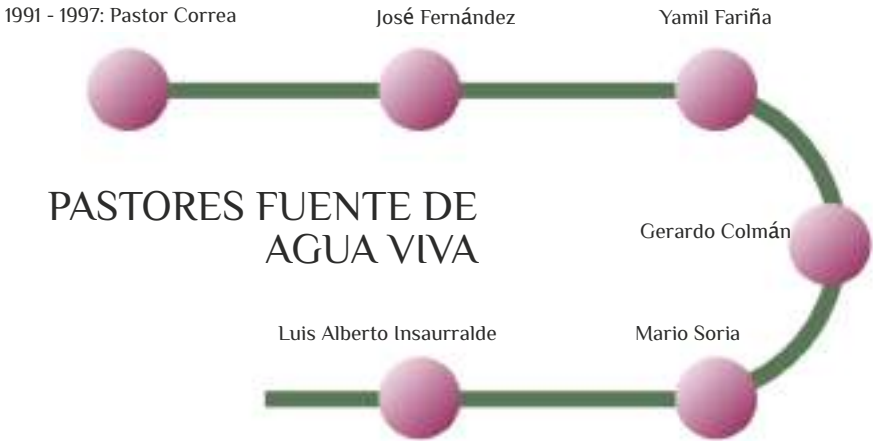 1991 - 1997: Pastor Correa
José Fernández
Yamil Fariña
PASTORES FUENTE DE
AGUA VIVA
Gerardo Colmán
Luis Alberto Insaurralde
Mario Soria